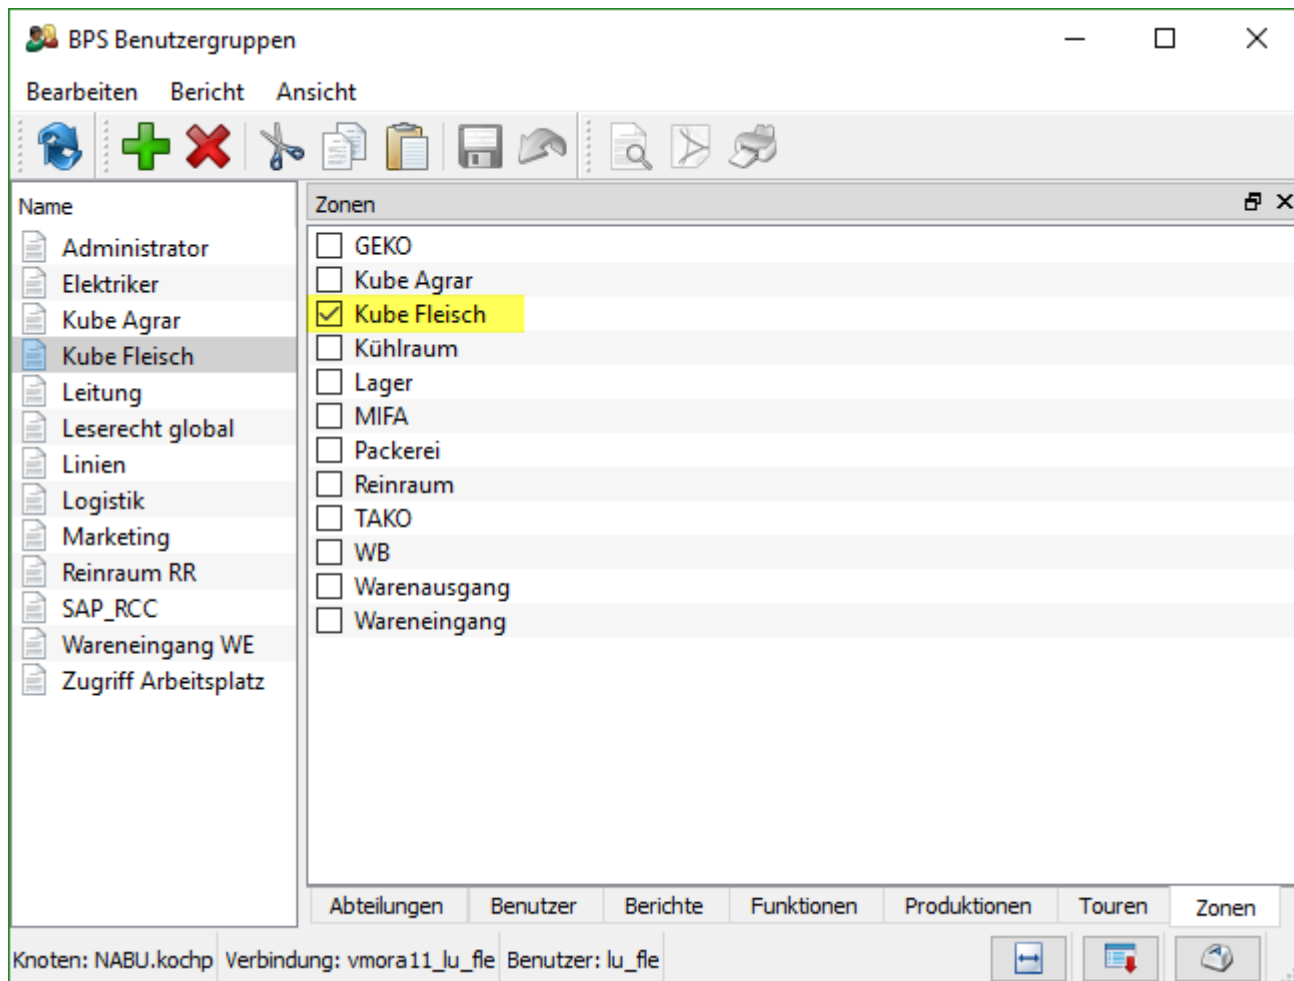 BPS Benutzergruppen
Bearbeiten Bericht Ansicht
Name
Administrator
Elektriker
Kube Agrar
Kube Fleisch
Leitung
Leserecht global
Linien
Logistik
Marketing
Reinraum RR
SAP_RCC
Wareneingang WE
Zugriff Arbeitsplatz
Zonen
GEKO
Kube Agrar
Kube Fleisch
Kühlraum
Lager
MIFA
Packerei
Reinraum
TAKO
WB
Warenausgang
Wareneingang
Abteilungen Benutzer Berichte Funktionen Produktionen Touren Zonen
Knoten: NABU.kochp Verbindung: vmora11_lu_fle Benutzer: lu_fle